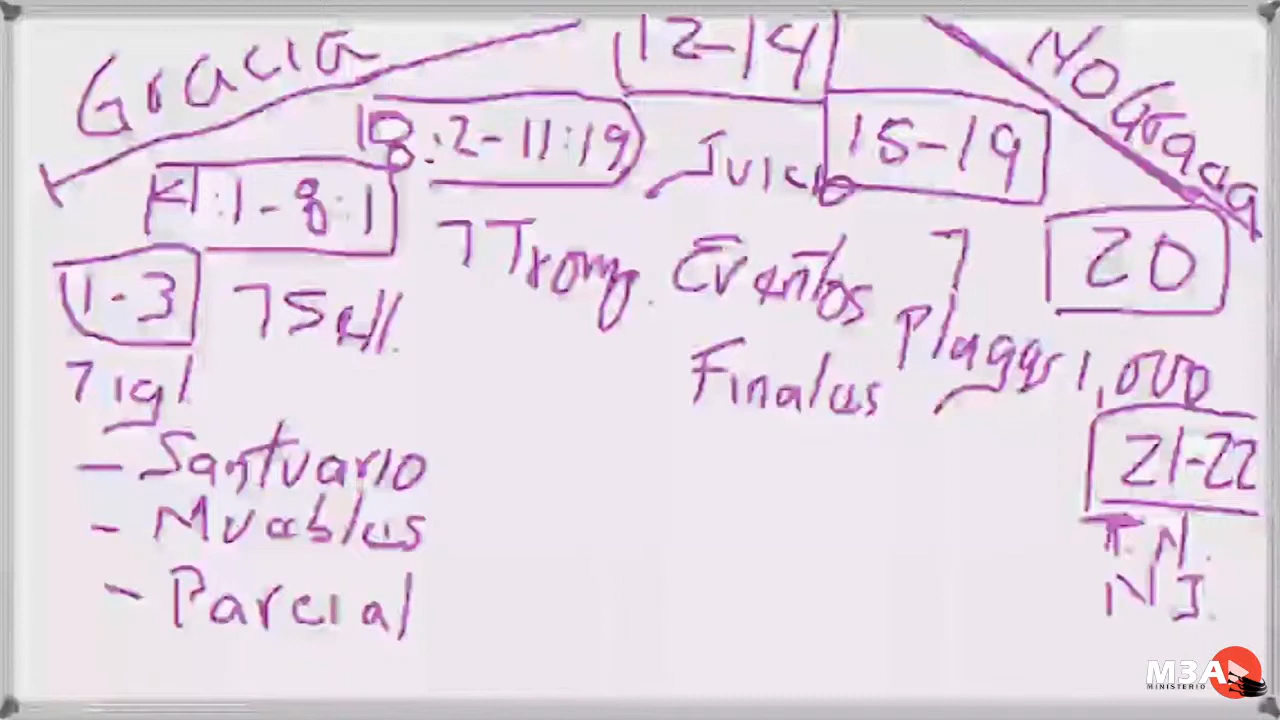 Gracia
12-14
No Gracia
8:2-11:19
15-19
4:1-8:1
Juicio
20
1-3
7 Sell.
7 Tromp.
Eventos
Finales
7
Plagas
1,000
7 igl
21-22
T.N.
N J.
- Santuario
- Muebles
- Parcial
M3A
MINISTERIO